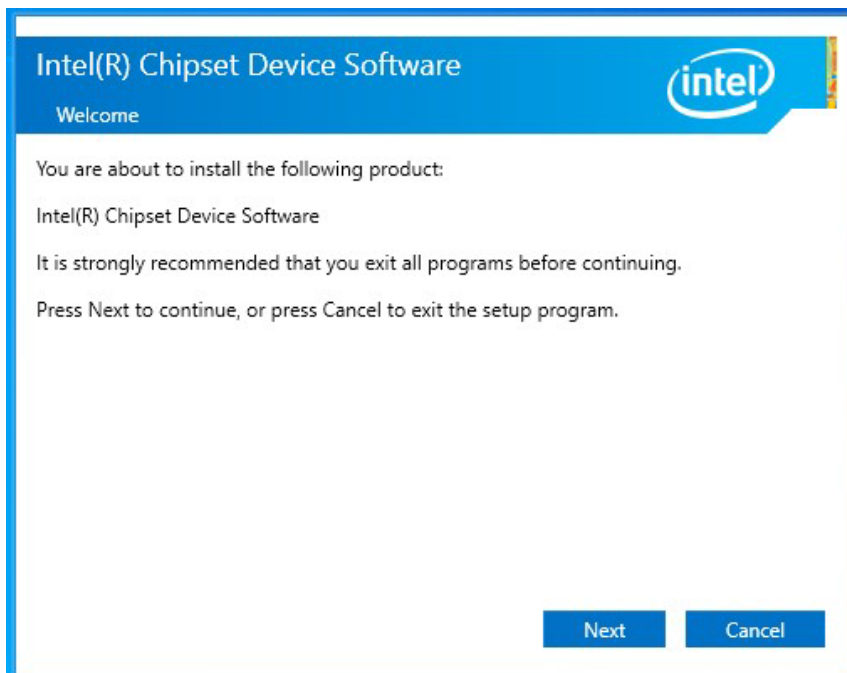 Intel(R) Chipset Device Software
intel
Welcome
You are about to install the following product:
Intel(R) Chipset Device Software
It is strongly recommended that you exit all programs before continuing.
Press Next to continue, or press Cancel to exit the setup program.
Next Cancel